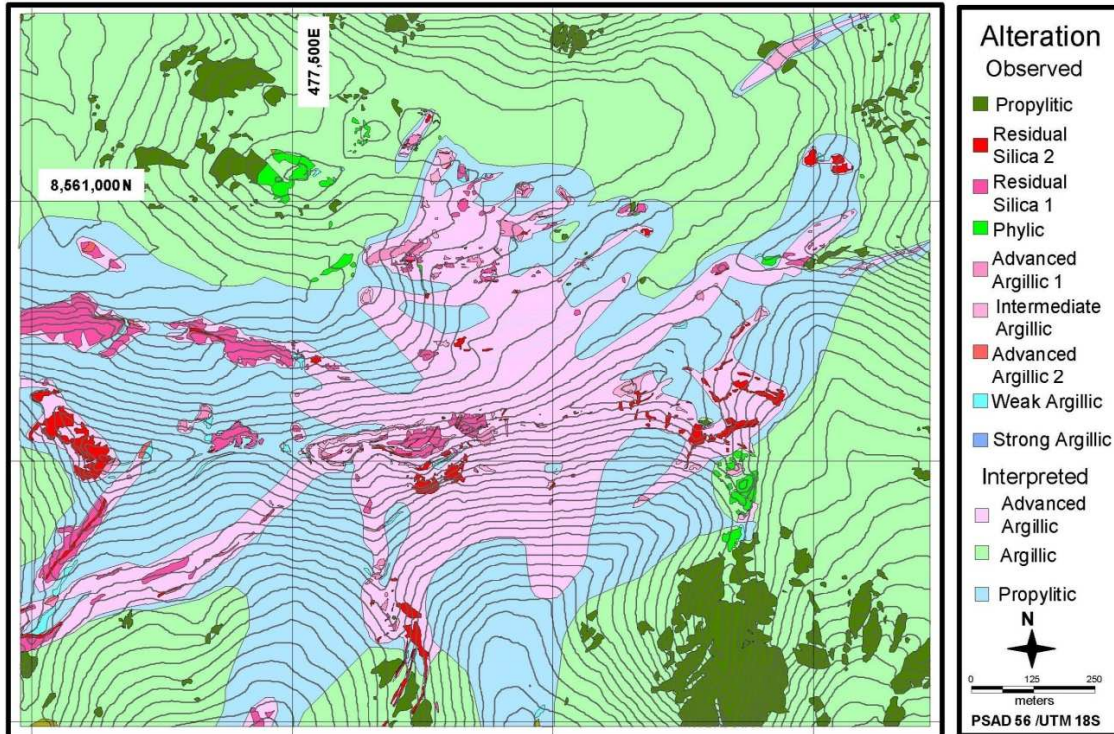 477,500E
8,561,000 N
Alteration
Observed
Propylitic
Residual
Silica 2
Residual
Silica 1
Phylic
Advanced
Argillic 1
Intermediate
Argillic
Advanced
Argillic 2
Weak Argillic
Strong Argillic
Interpreted
Advanced
Argillic
Argillic
Propylitic
N
0 125 250
meters
PSAD 56 /UTM 18S